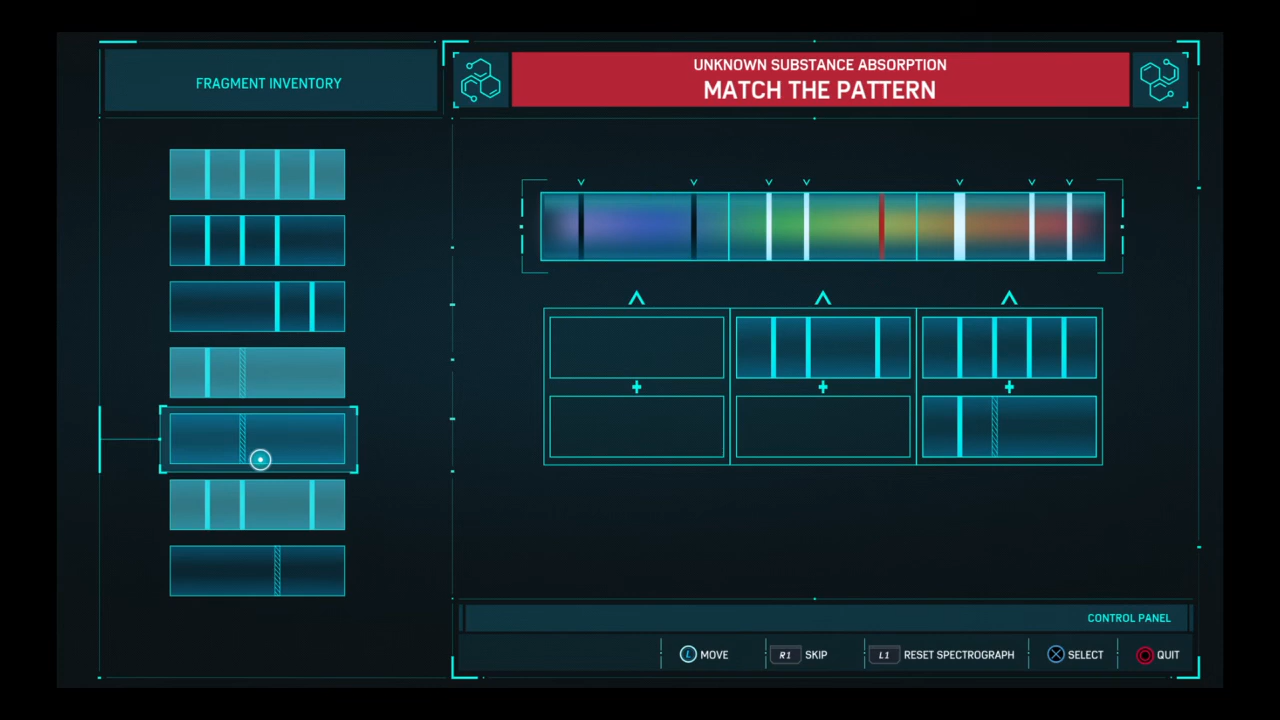 FRAGMENT INVENTORY
UNKNOWN SUBSTANCE ABSORPTION
MATCH THE PATTERN
CONTROL PANEL
L MOVE
R1 SKIP
L1 RESET SPECTROGRAPH
SELECT
QUIT